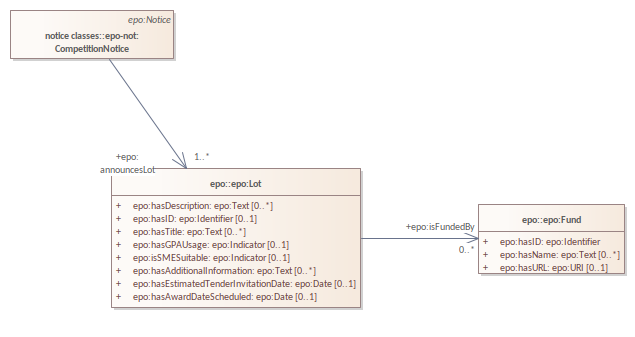 epo:Notice
notice classes::epo-not:
CompetitionNotice
+epo:
announcesLot
1..*
epo::epo:Lot
+ epo:hasDescription: epo:Text [0..*]
+ epo:hasID: epo:Identifier [0..1]
+ epo:hasTitle: epo:Text [0..*]
+ epo:hasGPAUsage: epo:Indicator [0..1]
+ epo:isSMESuitable: epo:Indicator [0..1]
+ epo:hasAdditionalInformation: epo:Text [0..*]
+ epo:hasEstimatedTenderInvitationDate: epo:Date [0..1]
+ epo:hasAwardDateScheduled: epo:Date [0..1]
+epo:isFundedBy
0..*
epo::epo:Fund
+ epo:hasID: epo:Identifier
+ epo:hasName: epo:Text [0..*]
+ epo:hasURL: epo:URI [0..1]